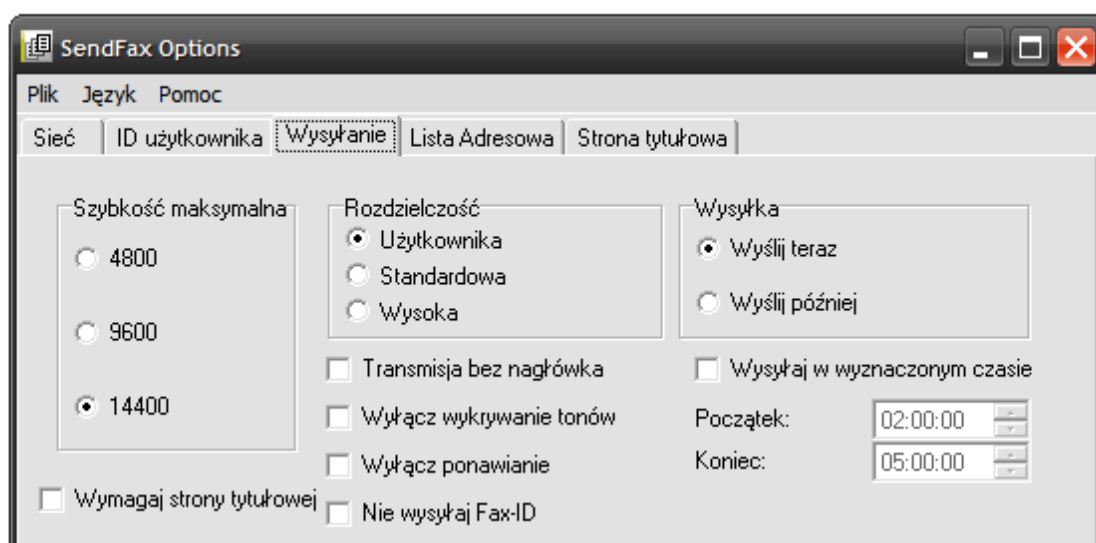 SendFax Options
Plik Język Pomoc
Sieć ID użytkownika Wysyłanie Lista Adresowa Strona tytułowa
Szybkość maksymalna
4800
9600
14400
Wymagaj strony tytułowej
Rozdzielczość
Użytkownika
Standardowa
Wysoka
Transmisja bez nagłówka
Wyłącz wykrywanie tonów
Wyłącz ponawianie
Nie wysyłaj Fax-ID
Wysyłka
Wyślij teraz
Wyślij później
Wysyłaj w wyznaczonym czasie
Początek: 02:00:00
Koniec: 05:00:00